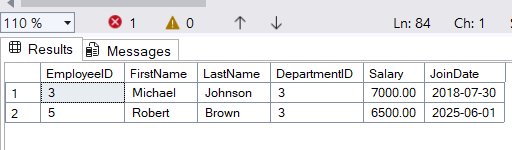 110 % 1 0 Ln: 84 Ch: 1
Results Messages
EmployeeID FirstName LastName DepartmentID Salary JoinDate
1 3 Michael Johnson 3 7000.00 2018-07-30
2 5 Robert Brown 3 6500.00 2025-06-01